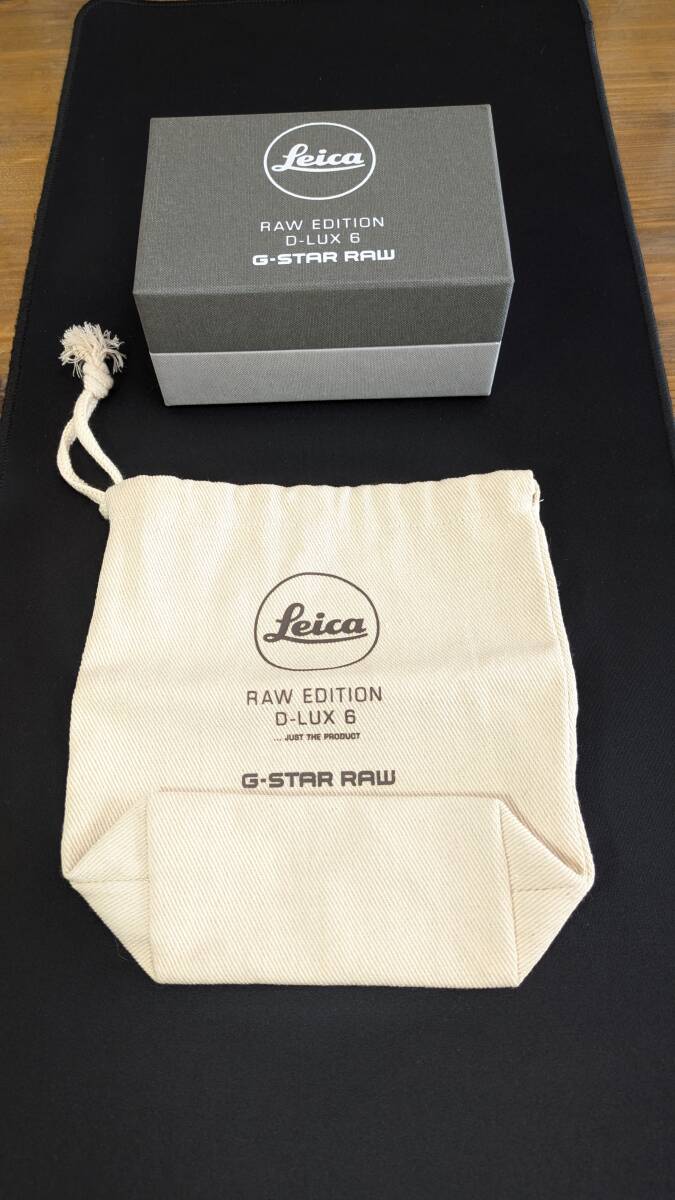 Leica
RAW EDITION
D-LUX 6
G-STAR RAW
Leica
RAW EDITION
D-LUX 6
... JUST THE PRODUCT
G-STAR RAW